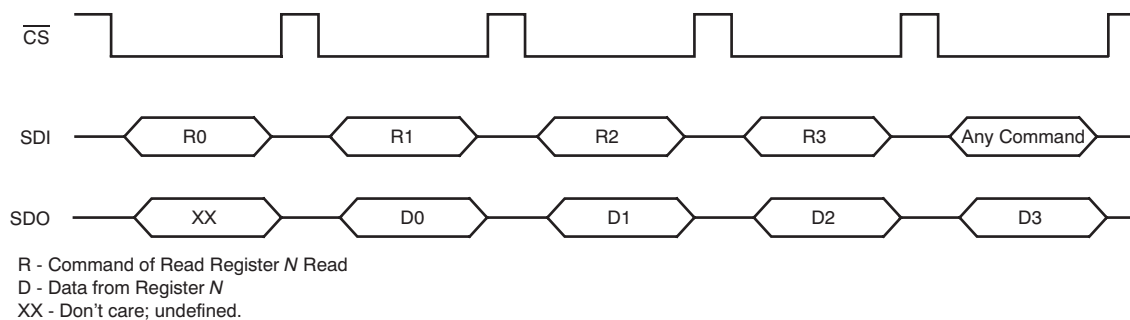 CS
SDI R0 R1 R2 R3 Any Command
SDO XX D0 D1 D2 D3
R - Command of Read Register N Read
D - Data from Register N
XX - Don't care; undefined.